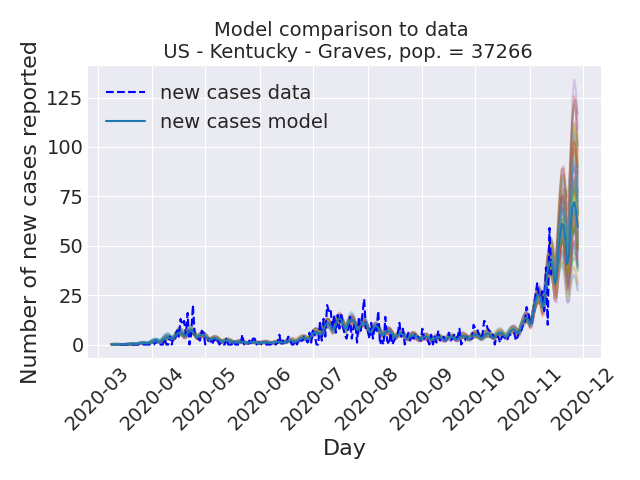 Model comparison to data
US - Kentucky - Graves, pop. = 37266
Number of new cases reported
125
100
75
50
25
0
new cases data
new cases model
2020-03
2020-04
2020-05
2020-06
2020-07
2020-08
2020-09
2020-10
2020-11
2020-12
Day